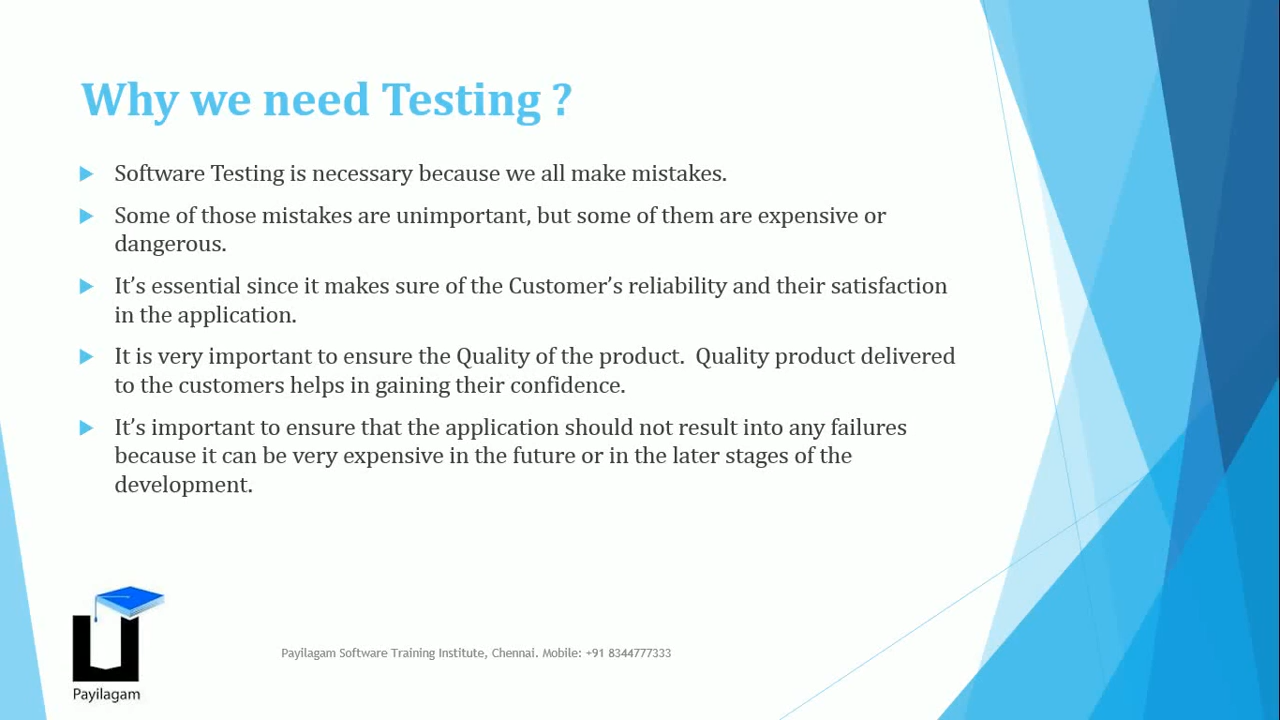 Why we need Testing ?
Software Testing is necessary because we all make mistakes.
Some of those mistakes are unimportant, but some of them are expensive or
dangerous.
It’s essential since it makes sure of the Customer’s reliability and their satisfaction
in the application.
It is very important to ensure the Quality of the product.  Quality product delivered
to the customers helps in gaining their confidence.
It’s important to ensure that the application should not result into any failures
because it can be very expensive in the future or in the later stages of the
development.
Payilagam Software Training Institute, Chennai. Mobile: +91 8344777333
Payilagam